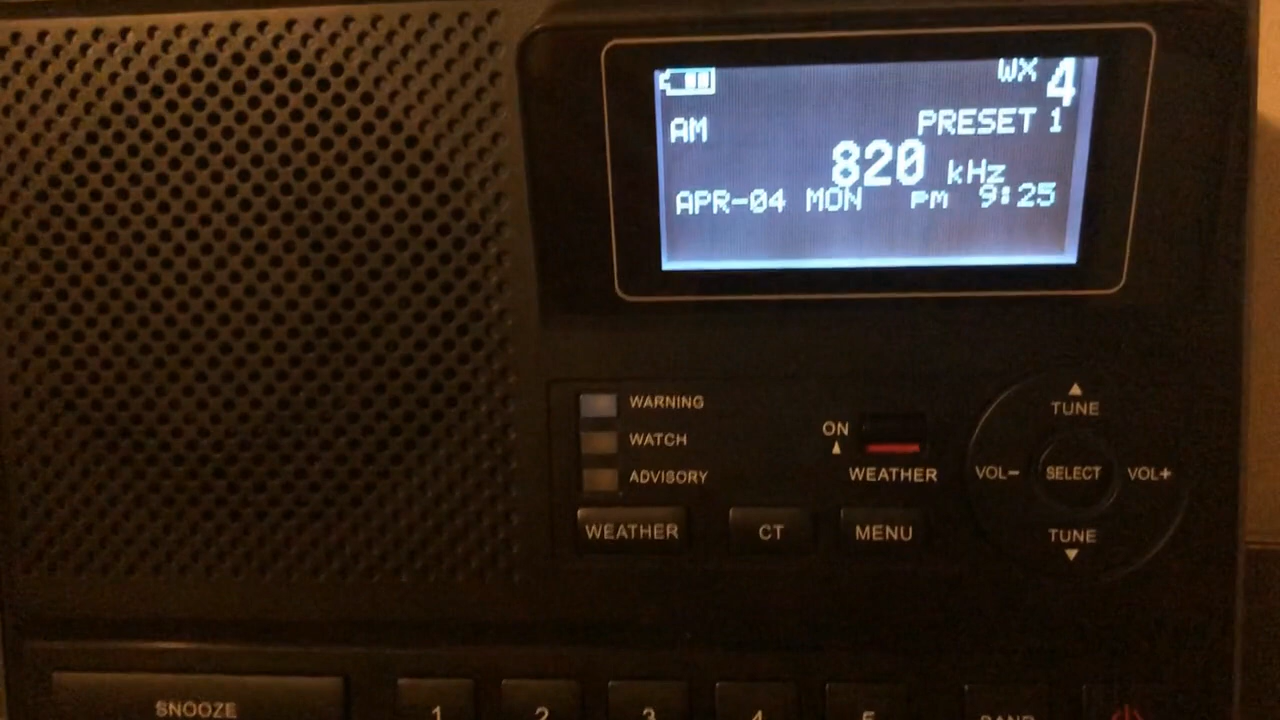 WX 4
AM PRESET 1
820 kHz
APR-04 MON pm 9:25
WARNING
WATCH
ADVISORY
ON
WEATHER
TUNE
VOL- SELECT VOL+
TUNE
WEATHER CT MENU
SNOOZE 1 2 3 4 5 BAND